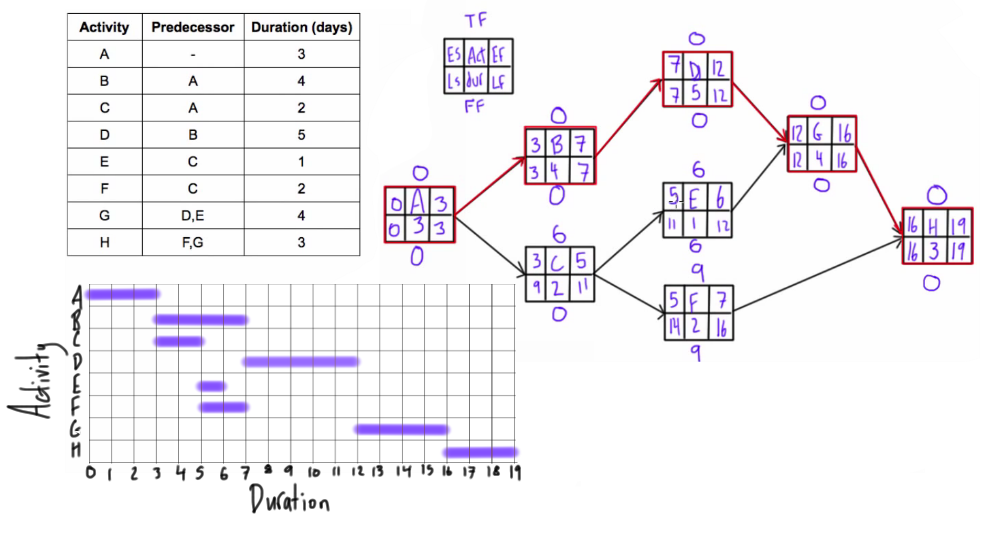 Activity Predecessor Duration (days)
A - 3
B A 4
C A 2
D B 5
E C 1
F C 2
G D,E 4
H F,G 3
TF
ES Act EF
LS dur LF
FF
0
0 A 3
0 3 3
0
0
3 B 7
3 4 7
0
6
3 C 5
9 2 11
0
0
7 D 12
7 5 12
0
6
5 E 6
11 1 12
6
9
5 F 7
14 2 16
9
0
12 G 16
12 4 16
0
0
16 H 19
16 3 19
0
Activity
A
B
C
D
E
F
G
H
0 1 2 3 4 5 6 7 8 9 10 11 12 13 14 15 16 17 18 19
Duration